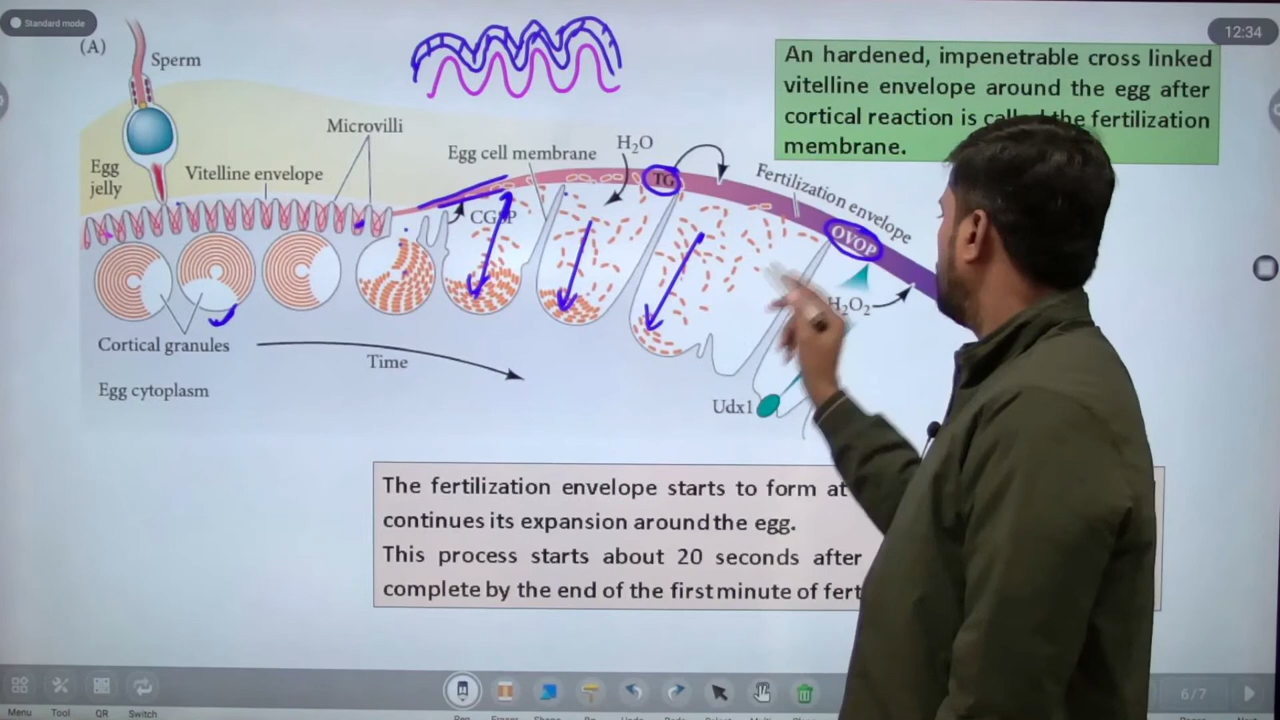 Standard mode
12:34
(A)
Sperm
An hardened, impenetrable cross linked
vitelline envelope around the egg after
cortical reaction is the fertilization
membrane.
Microvilli
Egg
jelly
Vitelline envelope
Egg cell membrane
H₂O
TG
Fertilization envelope
CGSP
OVOP
H₂O₂
Cortical granules
Time
Egg cytoplasm
Udx1
The fertilization envelope starts to form at
continues its expansion around the egg.
This process starts about 20 seconds after
complete by the end of the first minute of fert
Menu
Tool
QR
Switch
6/7